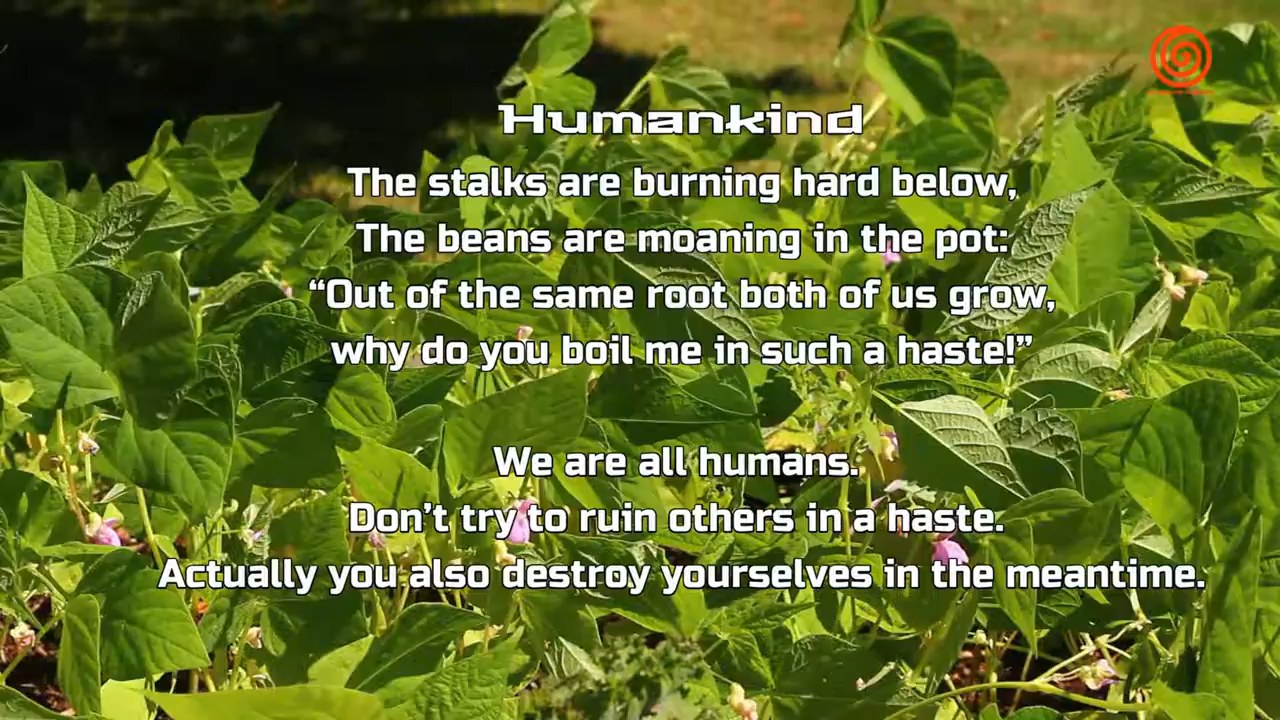 Humankind
The stalks are burning hard below,
The beans are moaning in the pot:
“Out of the same root both of us grow,
why do you boil me in such a haste!”
We are all humans.
Don’t try to ruin others in a haste.
Actually you also destroy yourselves in the meantime.